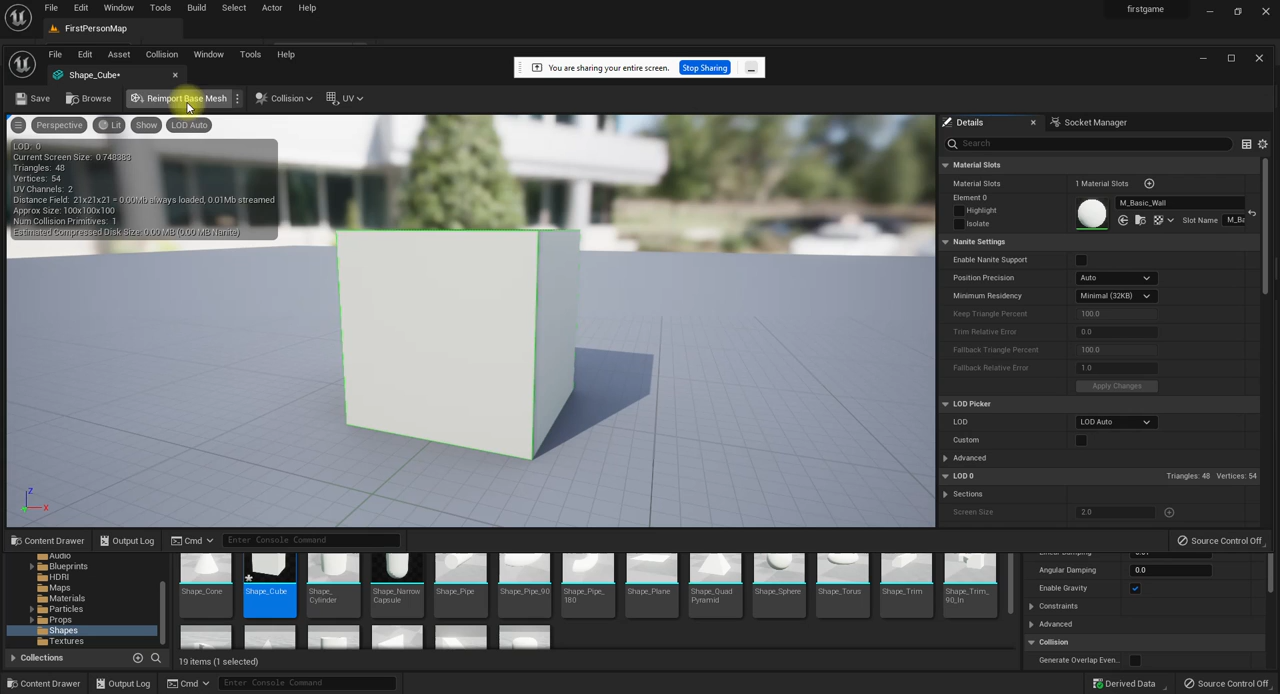 File Edit Window Tools Build Select Actor Help
firstgame
FirstPersonMap
File Edit Asset Collision Window Tools Help
You are sharing your entire screen. Stop Sharing
Shape_Cube•
Save Browse Reimport Base Mesh Collision UV
Perspective Lit Show LOD Auto
LOD: 0
Current Screen Size: 0.748383
Triangles: 48
Vertices: 54
UV Channels: 2
Distance Field: 21x21x21 = 0.00Mb always loaded, 0.01Mb streamed
Approx Size: 100x100x100
Num Collision Primitives: 1
Estimated Compressed Disk Size: 0.00 MB (0.00 MB Nanite)
Z
X
Details Socket Manager
Search
Material Slots
Material Slots 1 Material Slots
Element 0
Highlight
Isolate
M_Basic_Wall
Slot Name M_Ba
Nanite Settings
Enable Nanite Support
Position Precision Auto
Minimum Residency Minimal (32KB)
Keep Triangle Percent 100.0
Trim Relative Error 0.0
Fallback Triangle Percent 100.0
Fallback Relative Error 1.0
Apply Changes
LOD Picker
LOD LOD Auto
Custom
Advanced
LOD 0 Triangles: 48 Vertices: 54
Sections
Screen Size 2.0
Content Drawer Output Log Cmd Enter Console Command Source Control Off
Audio
Blueprints
HDRI
Maps
Materials
Particles
Props
Shapes
Textures
Collections
Shape_Cone
Shape_Cube
Shape_
Cylinder
Shape_Narrow
Capsule
Shape_Pipe
Shape_Pipe_90
Shape_Pipe_
180
Shape_Plane
Shape_Quad
Pyramid
Shape_Sphere
Shape_Torus
Shape_Trim
Shape_Trim_
90_In
19 items (1 selected)
Angular Damping 0.0
Enable Gravity
Constraints
Advanced
Collision
Generate Overlap Even..
Content Drawer Output Log Cmd Enter Console Command Derived Data Source Control Off